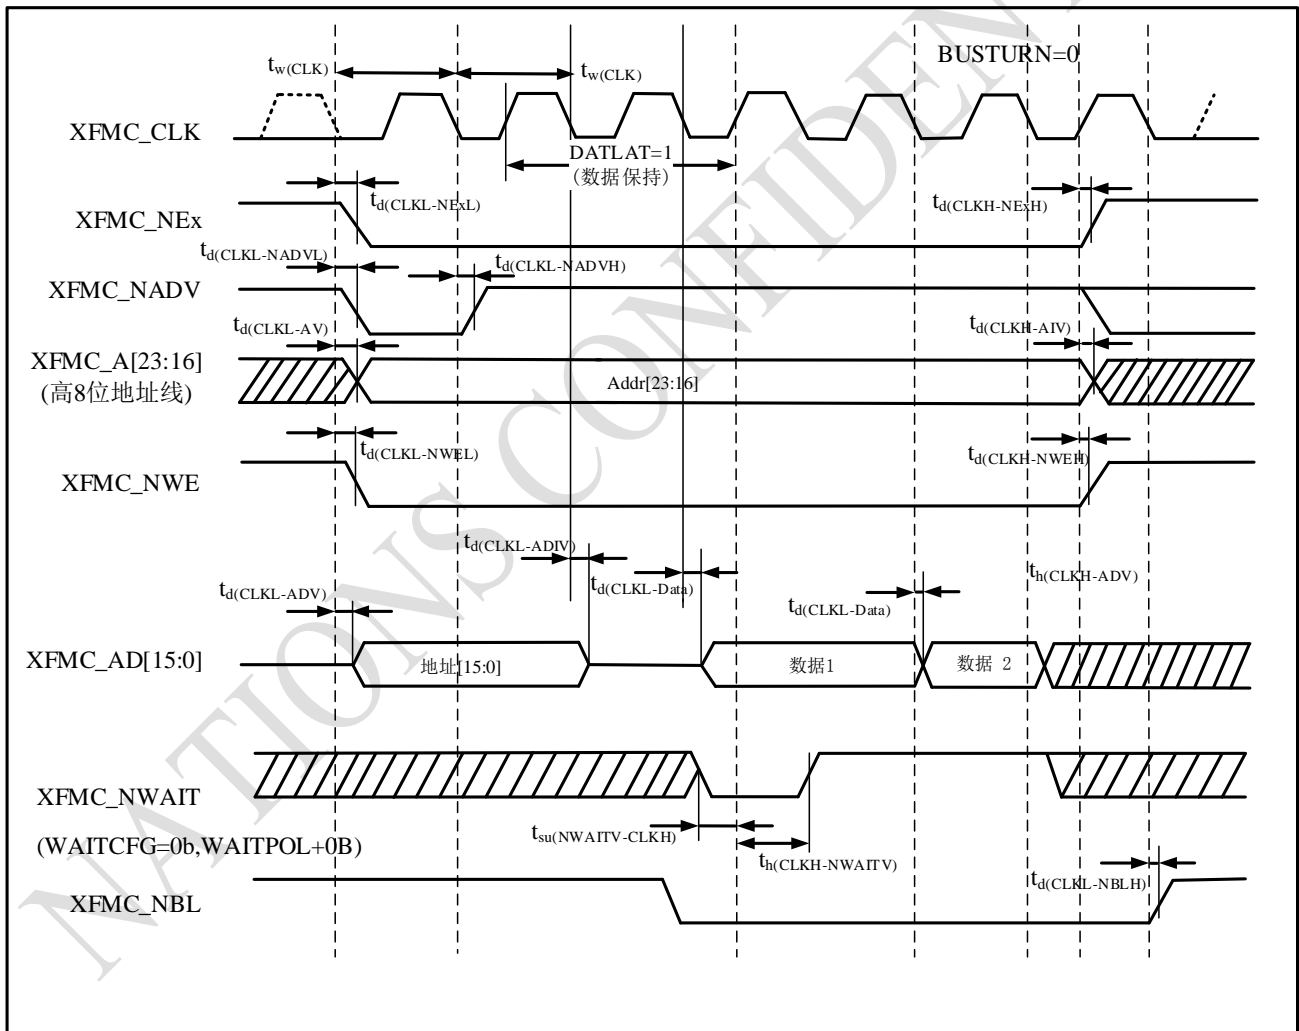 BUSTURN=0
tw(CLK)
tw(CLK)
XFMC_CLK
DATLAT=1
(数据保持)
td(CLKL-NExL)
td(CLKH-NExH)
XFMC_NEx
td(CLKL-NADVL)
td(CLKL-NADVH)
XFMC_NADV
td(CLKL-AV)
td(CLKH-AIV)
XFMC_A[23:16]
(高8位地址线)
Addr[23:16]
td(CLKL-NWEL)
td(CLKH-NWEH)
XFMC_NWE
td(CLKL-ADIV)
td(CLKL-ADV)
td(CLKL-Data)
td(CLKL-Data)
th(CLKH-ADV)
XFMC_AD[15:0]
地址[15:0]
数据1
数据 2
XFMC_NWAIT
(WAITCFG=0b,WAITPOL+0B)
tsu(NWAITV-CLKH)
th(CLKH-NWAITV)
td(CLKL-NBLH)
XFMC_NBL
NATIONS CONFIDEN